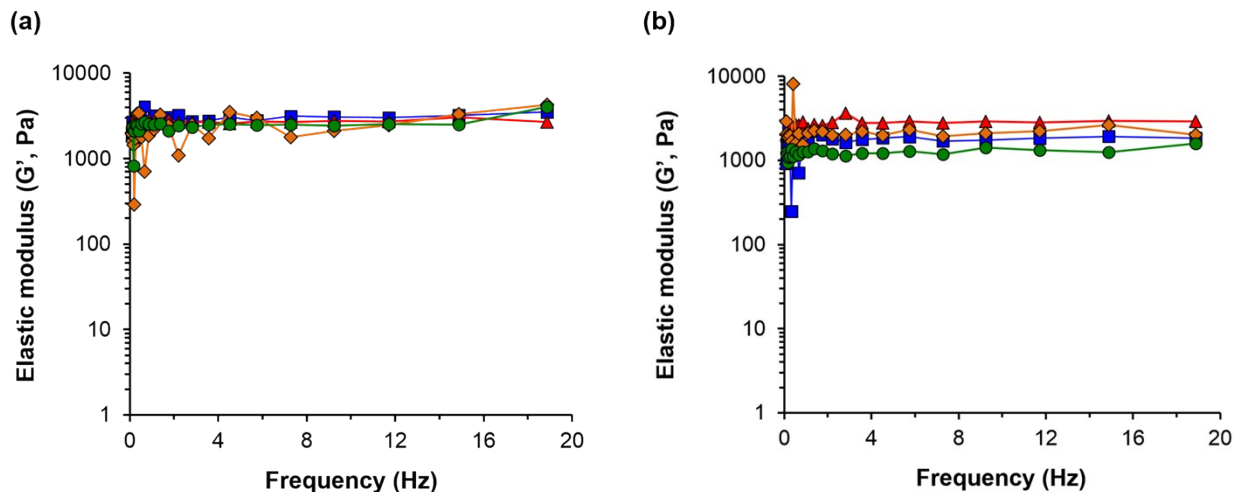 (a)
Elastic modulus (G’, Pa)
10000
1000
100
10
1
0 4 8 12 16 20
Frequency (Hz)
(b)
Elastic modulus (G’, Pa)
10000
1000
100
10
1
0 4 8 12 16 20
Frequency (Hz)